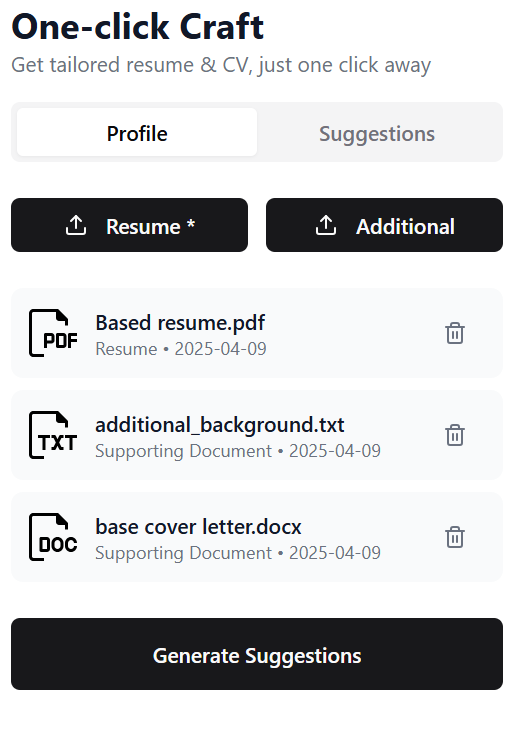 One-click Craft
Get tailored resume & CV, just one click away
Profile
Suggestions
Resume *
Additional
PDF
Based resume.pdf
Resume • 2025-04-09
TXT
additional_background.txt
Supporting Document • 2025-04-09
DOC
base cover letter.docx
Supporting Document • 2025-04-09
Generate Suggestions